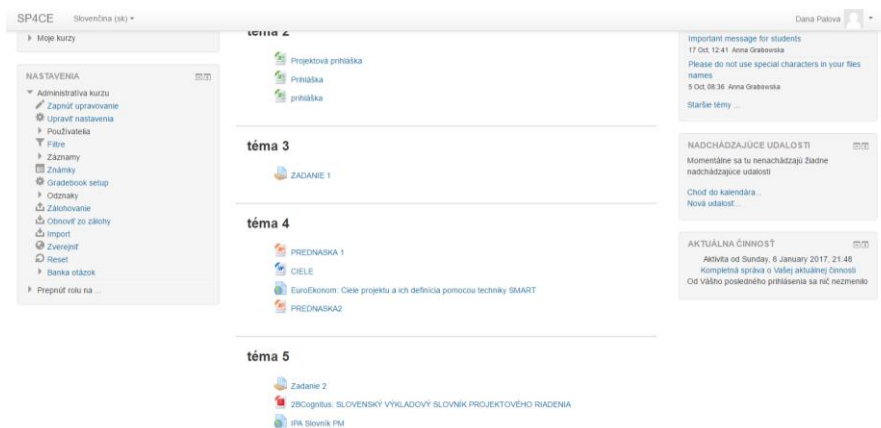 SP4CE Slovenčina (sk)
Dana Palova
Moje kurzy
NASTAVENIA
Administratíva kurzu
Zapnúť upravovanie
Upraviť nastavenia
Používatelia
Filtre
Záznamy
Známky
Gradebook setup
Odznaky
Zálohovanie
Obnoviť zo zálohy
Import
Zverejniť
Reset
Banka otázok
Prepnúť rolu na ...
téma 2
Projektová prihláška
Prihláška
prihláška
téma 3
ZADANIE 1
téma 4
PREDNASKA 1
CIELE
EuroEkonom: Ciele projektu a ich definícia pomocou techniky SMART
PREDNASKA2
téma 5
Zadanie 2
2BCognitus: SLOVENSKÝ VÝKLADOVÝ SLOVNÍK PROJEKTOVÉHO RIADENIA
IPA Slovník PM
Important message for students
17 Oct, 12:41 Anna Grabowska
Please do not use special characters in your files
names
5 Oct, 08:36 Anna Grabowska
Staršie témy ...
NADCHÁDZAJÚCE UDALOSTI
Momentálne sa tu nenachádzajú žiadne
nadchádzajúce udalosti
Choď do kalendára...
Nová udalosť...
AKTUÁLNA ČINNOSŤ
Aktivita od Sunday, 8 January 2017, 21:48
Kompletná správa o Vašej aktuálnej činnosti
Od Vášho posledného prihlásenia sa nič nezmenilo